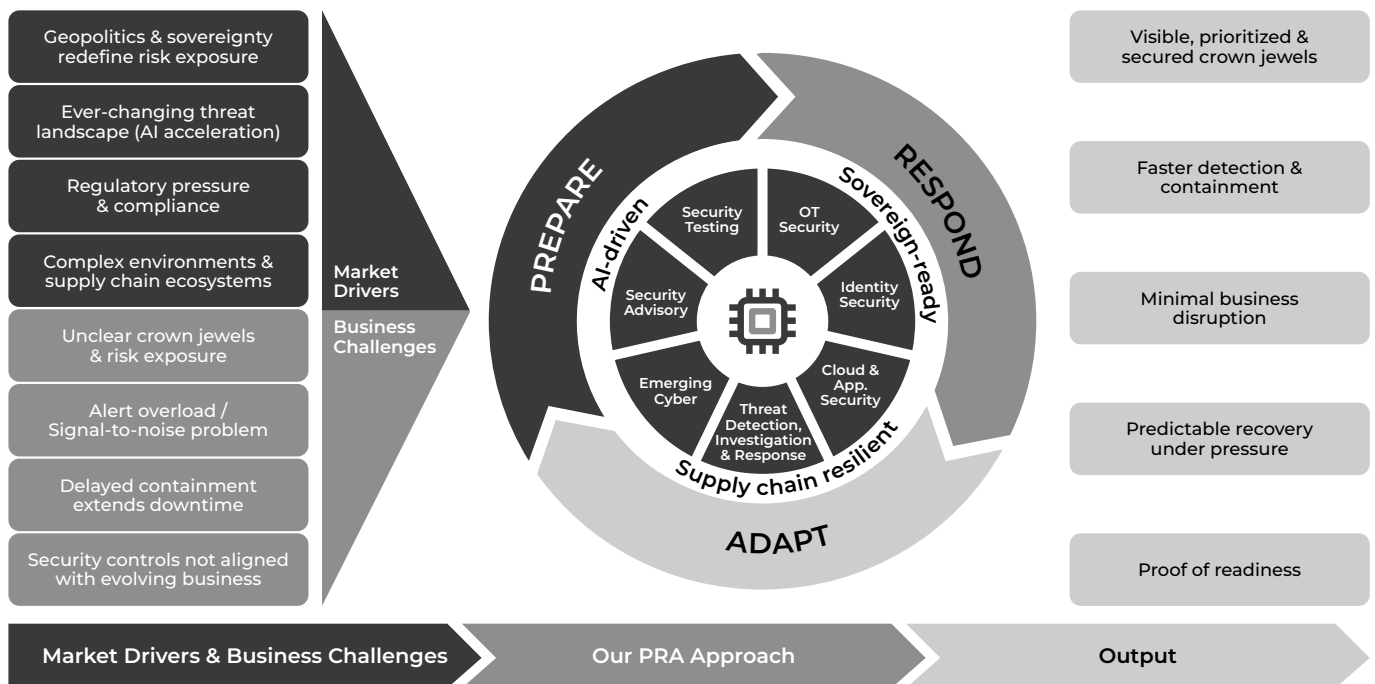 Geopolitics & sovereignty
redefine risk exposure
Ever-changing threat
landscape (AI acceleration)
Regulatory pressure
& compliance
Complex environments &
supply chain ecosystems
Unclear crown jewels
& risk exposure
Alert overload /
Signal-to-noise problem
Delayed containment
extends downtime
Security controls not aligned
with evolving business
Market
Drivers
Business
Challenges
PREPARE
RESPOND
ADAPT
AI-driven
Sovereign-ready
Supply chain resilient
Security
Testing
OT
Security
Identity
Security
Cloud &
App.
Security
Threat
Detection,
Investigation
& Response
Emerging
Cyber
Security
Advisory
Visible, prioritized &
secured crown jewels
Faster detection &
containment
Minimal business
disruption
Predictable recovery
under pressure
Proof of readiness
Market Drivers & Business Challenges
Our PRA Approach
Output